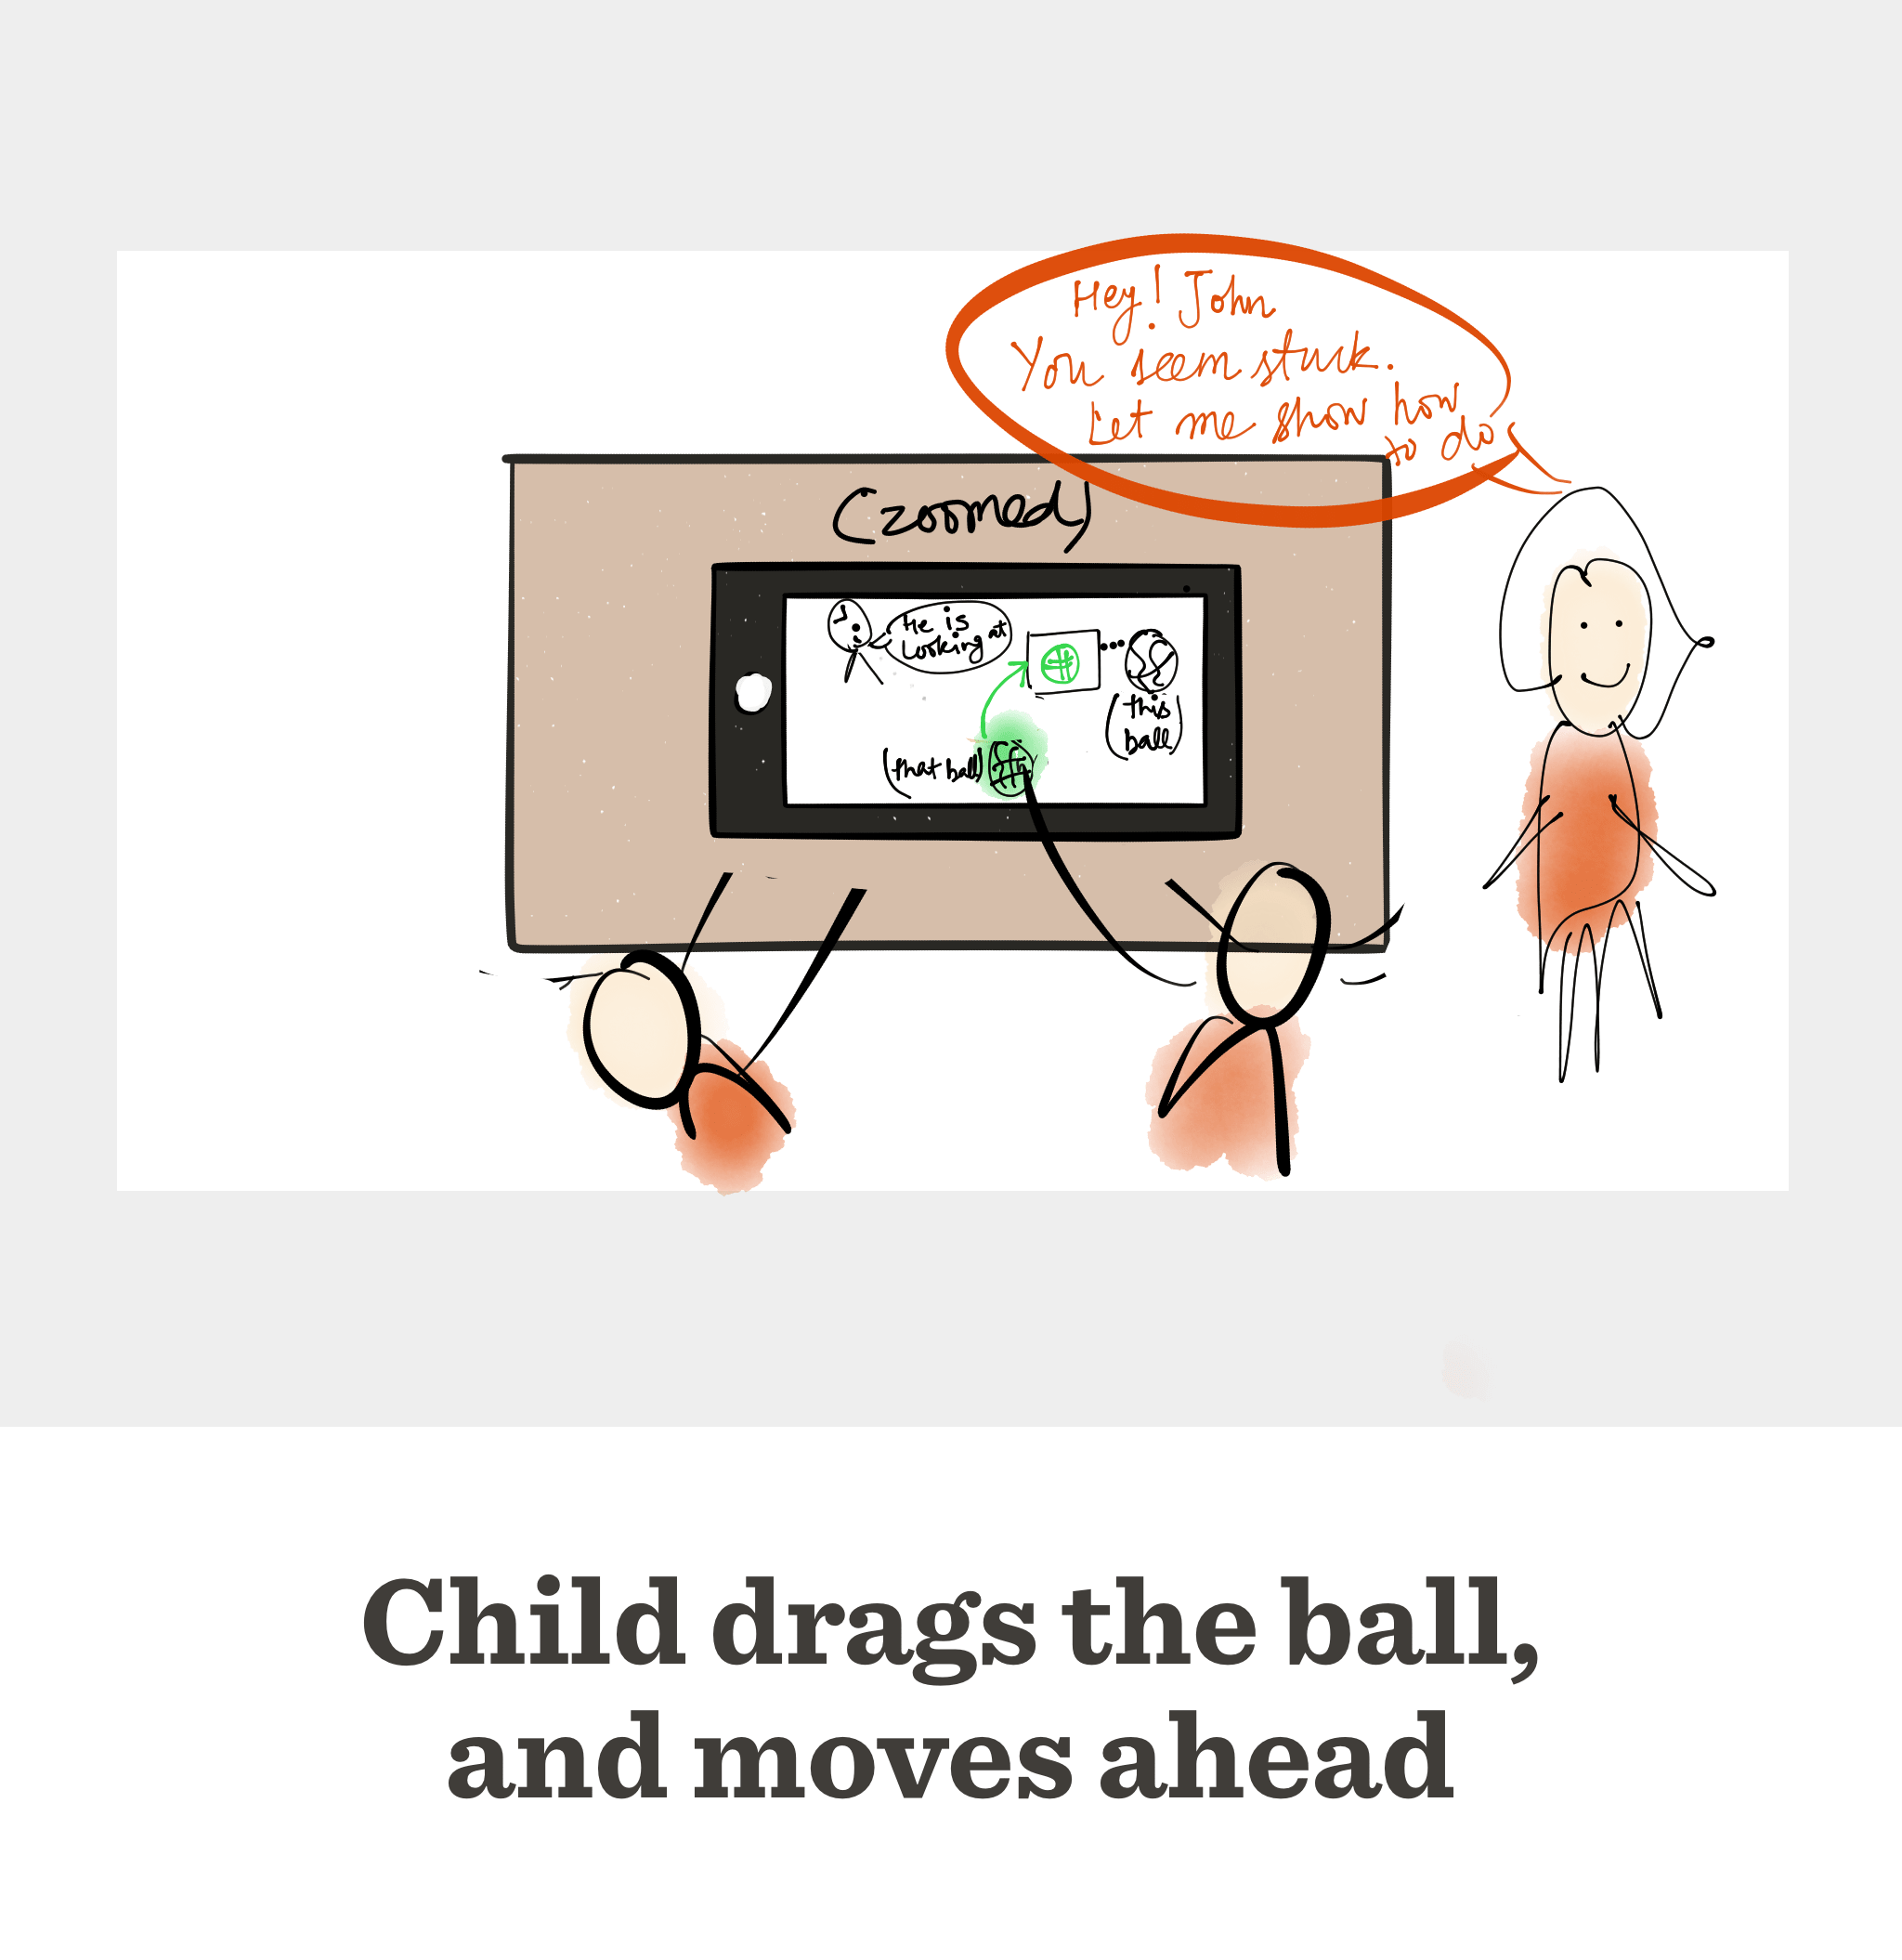 Hey! John
You seem stuck.
Let me show how
to do
(zoomed)
He is
looking at
(this
ball)
(that ball)
Child drags the ball,
and moves ahead